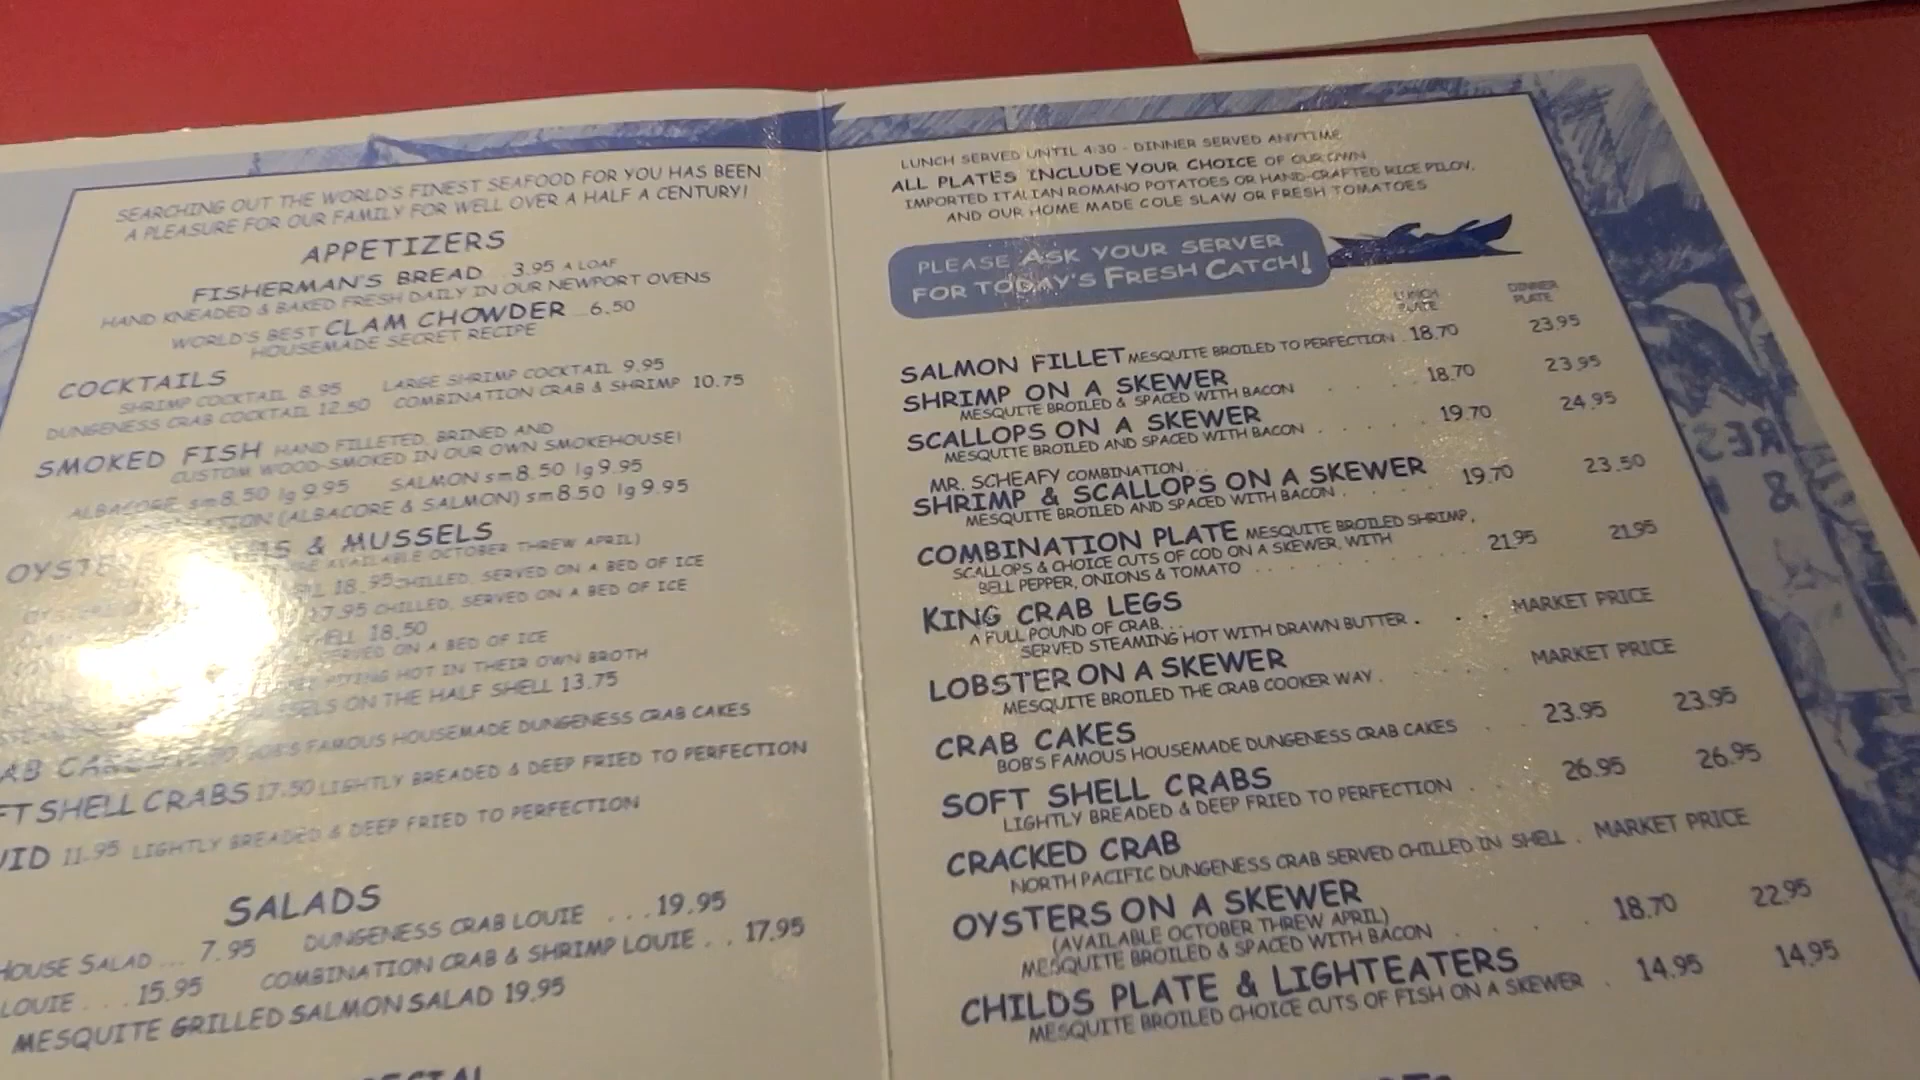 SEARCHING OUT THE WORLD'S FINEST SEAFOOD FOR YOU HAS BEEN
A PLEASURE FOR OUR FAMILY FOR WELL OVER A HALF A CENTURY!
APPETIZERS
FISHERMAN'S BREAD 3.95 A LOAF
HAND KNEADED & BAKED FRESH DAILY IN OUR NEWPORT OVENS
WORLD'S BEST CLAM CHOWDER 6.50
HOUSEMADE SECRET RECIPE
COCKTAILS
SHRIMP COCKTAIL 8.95 LARGE SHRIMP COCKTAIL 9.95
DUNGENESS CRAB COCKTAIL 12.50 COMBINATION CRAB & SHRIMP 10.75
SMOKED FISH HAND FILLETED, BRINED AND
CUSTOM WOOD-SMOKED IN OUR OWN SMOKEHOUSE!
ALBACORE sm 8.50 lg 9.95 SALMON sm 8.50 lg 9.95
(ALBACORE & SALMON) sm 8.50 lg 9.95
& MUSSELS
AVAILABLE OCTOBER THREW APRIL)
18.95 CHILLED, SERVED ON A BED OF ICE
17.95 CHILLED, SERVED ON A BED OF ICE
18.50
ON A BED OF ICE
HOT IN THEIR OWN BROTH
ON THE HALF SHELL 13.75
BOB'S FAMOUS HOUSEMADE DUNGENESS CRAB CAKES
SHELL CRABS 17.50 LIGHTLY BREADED & DEEP FRIED TO PERFECTION
11.95 LIGHTLY BREADED & DEEP FRIED TO PERFECTION
SALADS
HOUSE SALAD ... 7.95 DUNGENESS CRAB LOUIE ... 19.95
LOUIE ... 15.95 COMBINATION CRAB & SHRIMP LOUIE .. 17.95
MESQUITE GRILLED SALMON SALAD 19.95
LUNCH SERVED UNTIL 4:30 - DINNER SERVED ANYTIME
ALL PLATES INCLUDE YOUR CHOICE OF OUR OWN
IMPORTED ITALIAN ROMANO POTATOES OR HAND-CRAFTED RICE PILOV,
AND OUR HOME MADE COLE SLAW OR FRESH TOMATOES
PLEASE ASK YOUR SERVER
FOR TODAY'S FRESH CATCH!
LUNCH PLATE DINNER PLATE
SALMON FILLET MESQUITE BROILED TO PERFECTION . 18.70 23.95
SHRIMP ON A SKEWER
MESQUITE BROILED & SPACED WITH BACON . . . . 18.70 23.95
SCALLOPS ON A SKEWER
MESQUITE BROILED AND SPACED WITH BACON . . . . 19.70 24.95
MR. SCHEAFY COMBINATION...
SHRIMP & SCALLOPS ON A SKEWER
MESQUITE BROILED AND SPACED WITH BACON . . . . 19.70 23.50
COMBINATION PLATE MESQUITE BROILED SHRIMP,
SCALLOPS & CHOICE CUTS OF COD ON A SKEWER, WITH
BELL PEPPER, ONIONS & TOMATO . . . . . . 21.95 21.95
KING CRAB LEGS
A FULL POUND OF CRAB...
SERVED STEAMING HOT WITH DRAWN BUTTER . . . MARKET PRICE
LOBSTER ON A SKEWER
MESQUITE BROILED THE CRAB COOKER WAY . . . . MARKET PRICE
CRAB CAKES
BOB'S FAMOUS HOUSEMADE DUNGENESS CRAB CAKES . 23.95 23.95
SOFT SHELL CRABS
LIGHTLY BREADED & DEEP FRIED TO PERFECTION . . 26.95 26.95
CRACKED CRAB
NORTH PACIFIC DUNGENESS CRAB SERVED CHILLED IN SHELL . MARKET PRICE
OYSTERS ON A SKEWER
(AVAILABLE OCTOBER THREW APRIL)
MESQUITE BROILED & SPACED WITH BACON . . . . 18.70 22.95
CHILDS PLATE & LIGHTEATERS
MESQUITE BROILED CHOICE CUTS OF FISH ON A SKEWER . 14.95 14.95